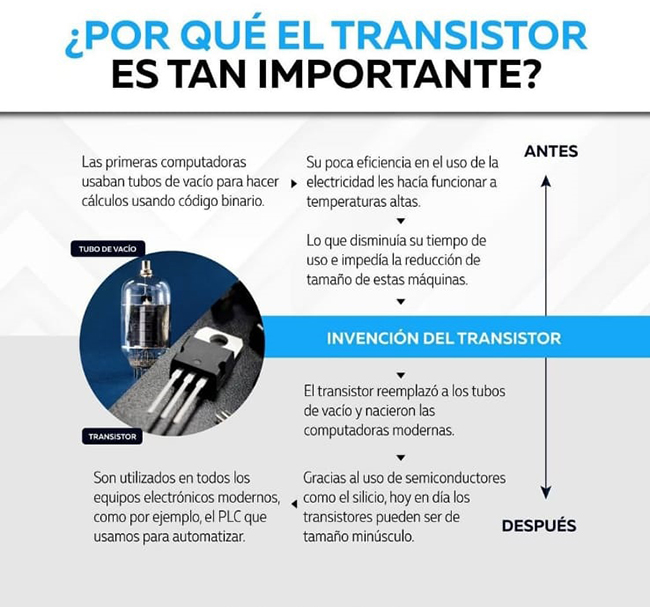 ¿POR QUÉ EL TRANSISTOR
ES TAN IMPORTANTE?
ANTES
Las primeras computadoras
usaban tubos de vacío para hacer
cálculos usando código binario.
Su poca eficiencia en el uso de la
electricidad les hacía funcionar a
temperaturas altas.
Lo que disminuía su tiempo de
uso e impedía la reducción de
tamaño de estas máquinas.
TUBO DE VACÍO
INVENCIÓN DEL TRANSISTOR
El transistor reemplazó a los tubos
de vacío y nacieron las
computadoras modernas.
TRANSISTOR
Gracias al uso de semiconductores
como el silicio, hoy en día los
transistores pueden ser de
tamaño minúsculo.
Son utilizados en todos los
equipos electrónicos modernos,
como por ejemplo, el PLC que
usamos para automatizar.
DESPUÉS